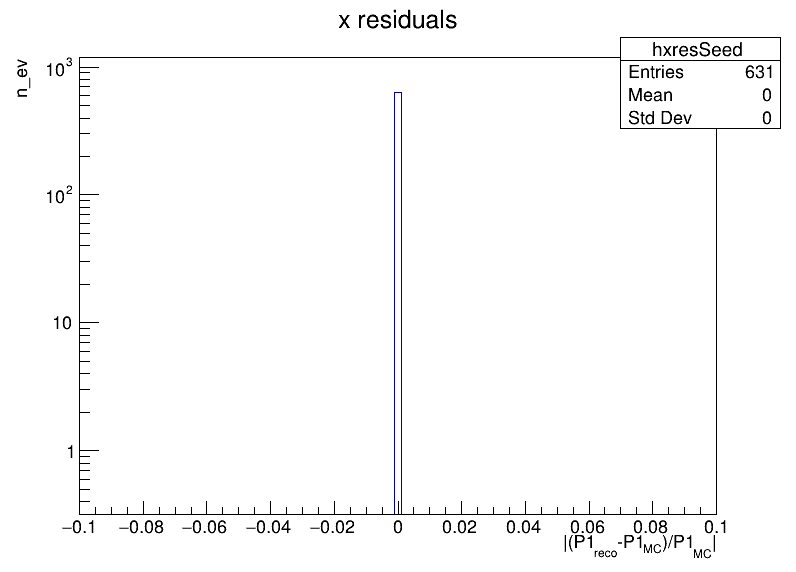 x residuals
hxresSeed
Entries 631
Mean 0
Std Dev 0
n_ev
10³
10²
10
1
−0.1 −0.08 −0.06 −0.04 −0.02 0 0.02 0.04 0.06 0.08 0.1
|(P1reco-P1MC)/P1MC|